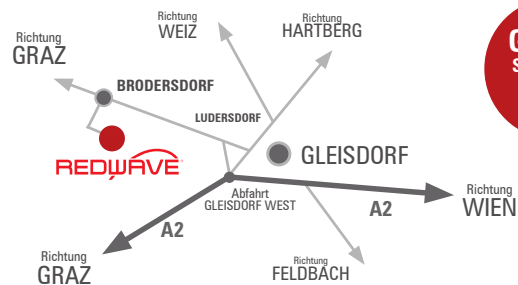 Richtung
WEIZ
Richtung
HARTBERG
Richtung
GRAZ
BRODERSDORF
LUDERSDORF
REDWAVE
GLEISDORF
Abfahrt
GLEISDORF WEST
A2
A2
Richtung
WIEN
Richtung
GRAZ
Richtung
FELDBACH